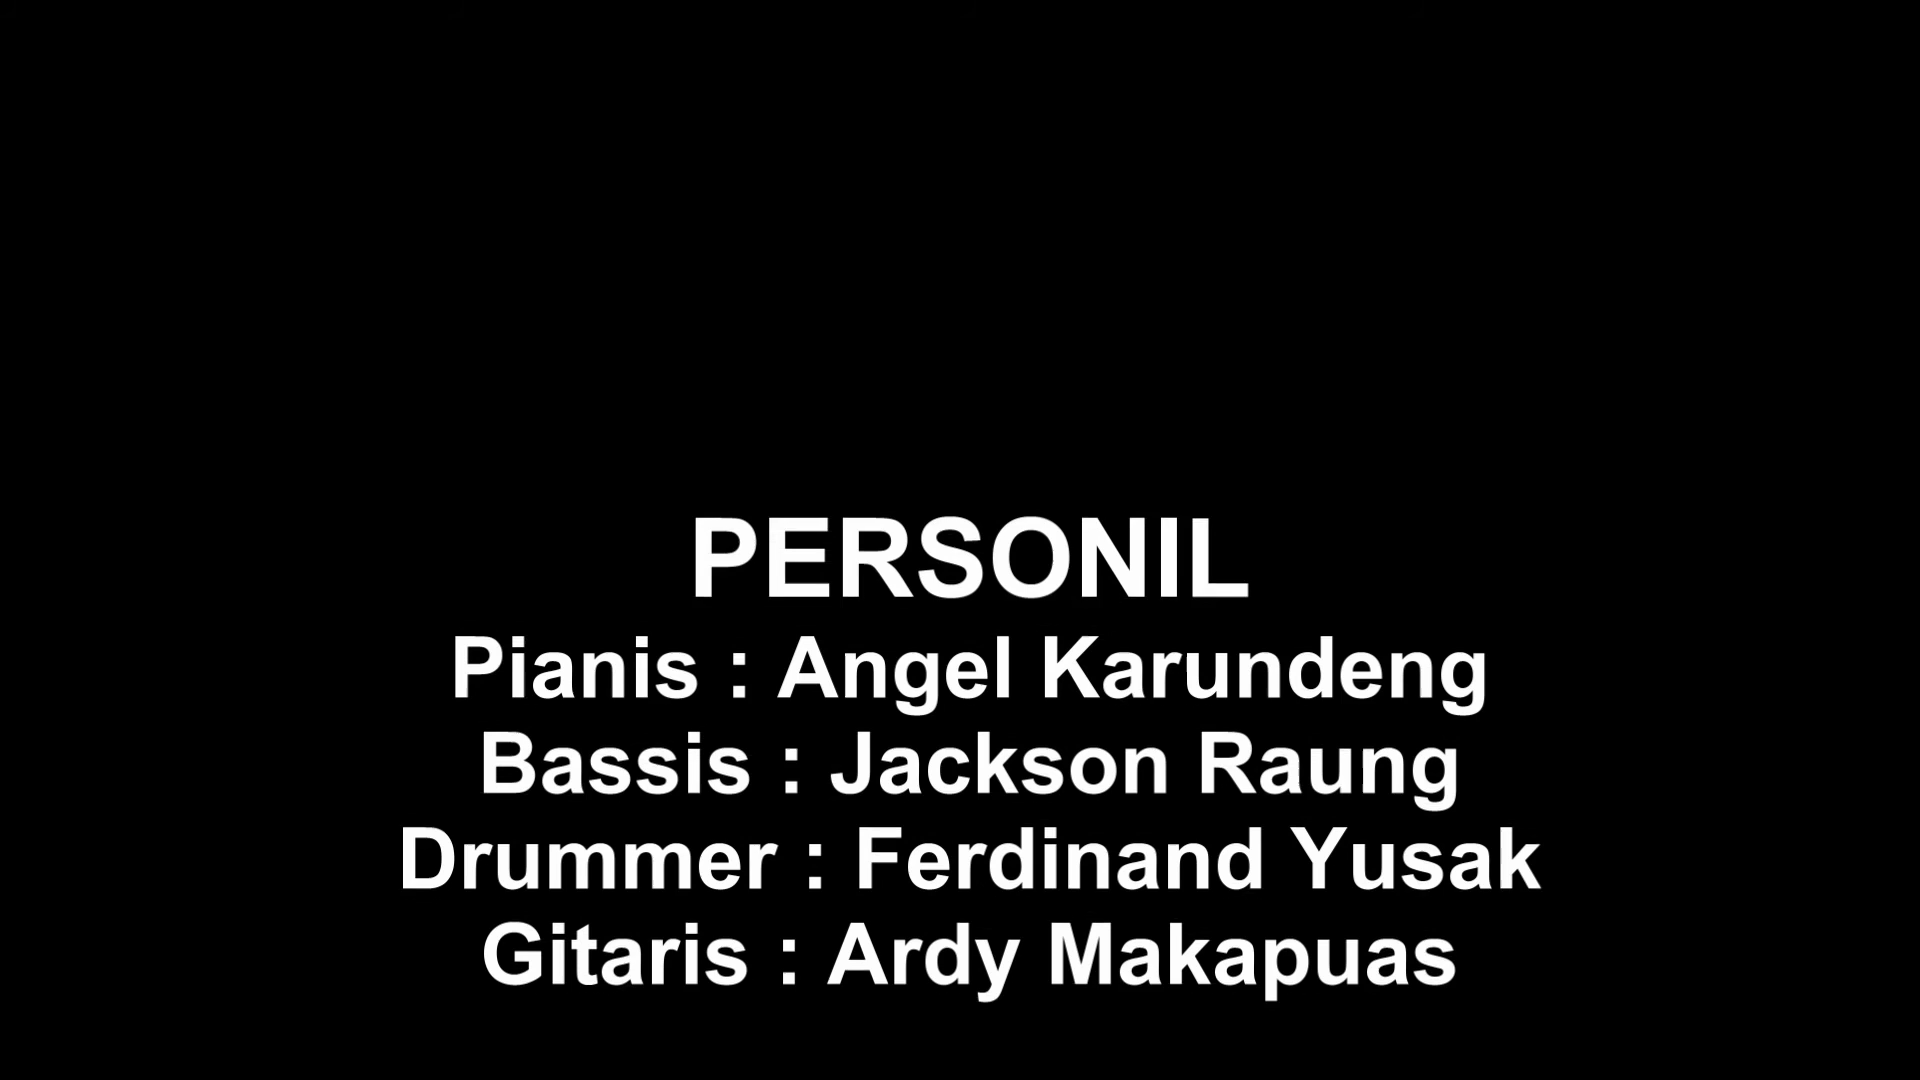 PERSONIL
Pianis : Angel Karundeng
Bassis : Jackson Raung
Drummer : Ferdinand Yusak
Gitaris : Ardy Makapuas